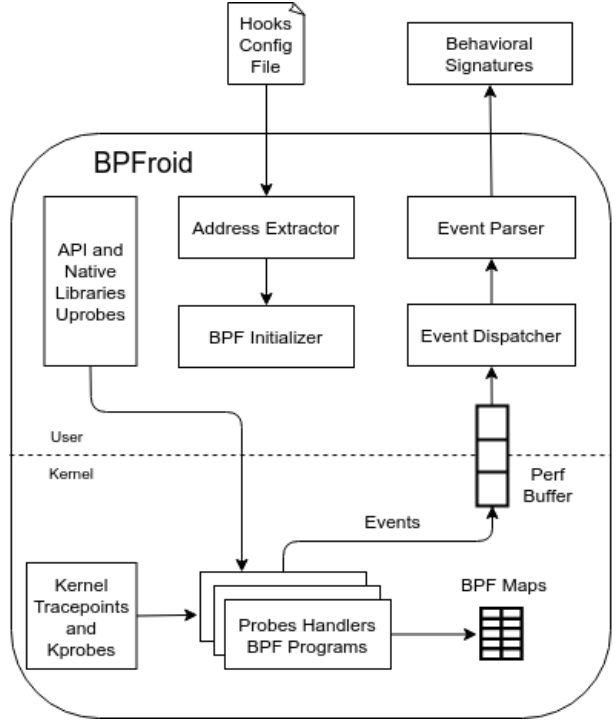 Hooks
Config
File
Behavioral
Signatures
BPFroid
API and
Native
Libraries
Uprobes
Address Extractor
Event Parser
BPF Initializer
Event Dispatcher
User
Kernel
Perf
Buffer
Events
Kernel
Tracepoints
and
Kprobes
Probes Handlers
BPF Programs
BPF Maps